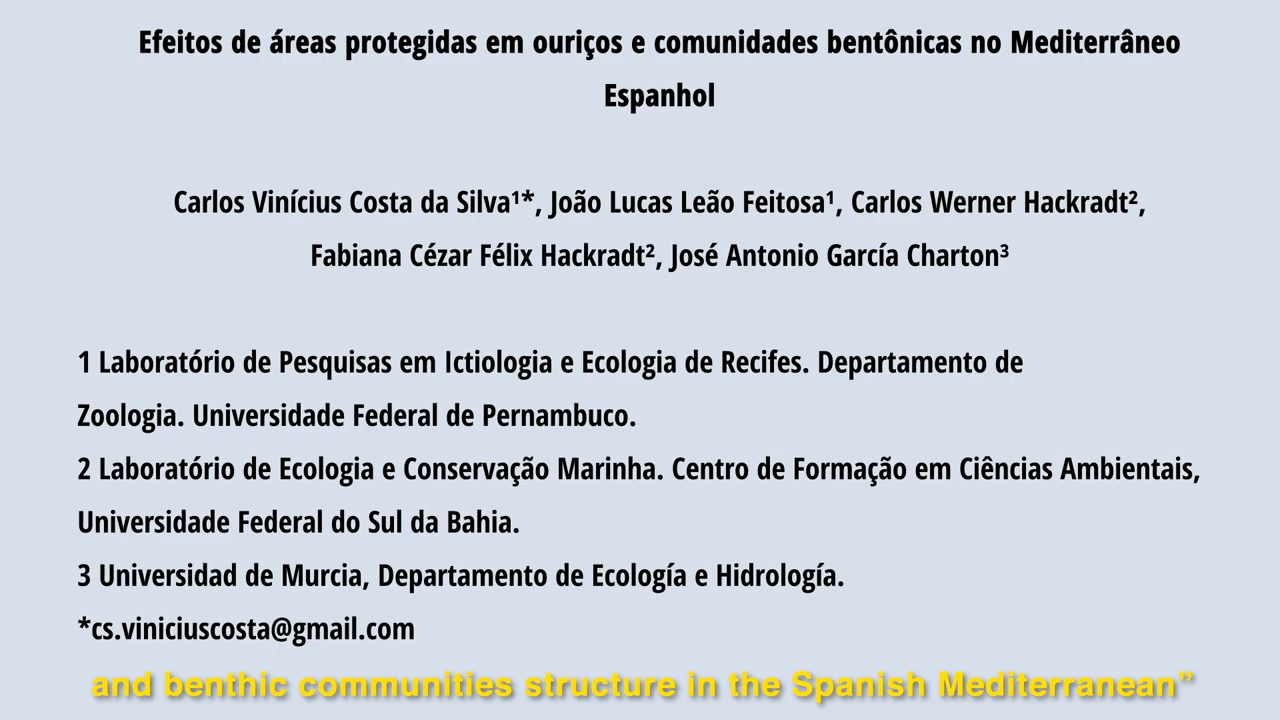 Efeitos de áreas protegidas em ouriços e comunidades bentônicas no Mediterrâneo
Espanhol
Carlos Vinícius Costa da Silva¹*, João Lucas Leão Feitosa¹, Carlos Werner Hackradt²,
Fabiana Cézar Félix Hackradt², José Antonio García Charton³
1 Laboratório de Pesquisas em Ictiologia e Ecologia de Recifes. Departamento de
Zoologia. Universidade Federal de Pernambuco.
2 Laboratório de Ecologia e Conservação Marinha. Centro de Formação em Ciências Ambientais,
Universidade Federal do Sul da Bahia.
3 Universidad de Murcia, Departamento de Ecología e Hidrología.
*cs.viniciuscosta@gmail.com
and benthic communities structure in the Spanish Mediterranean”